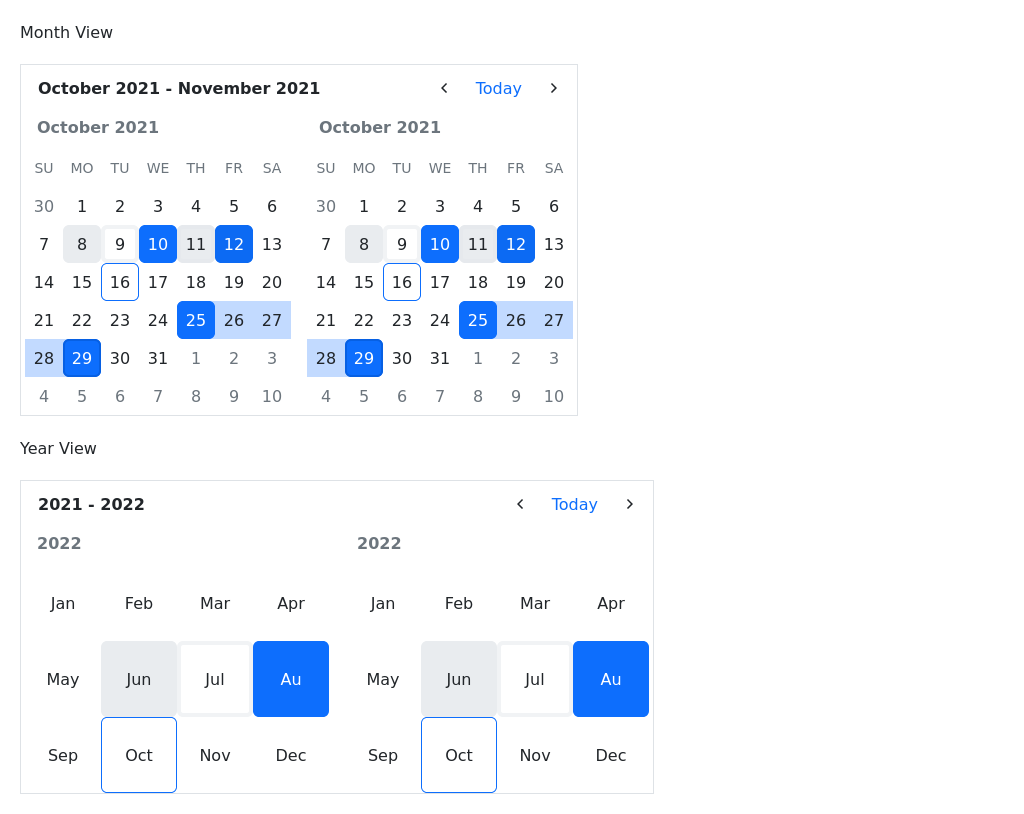 Month View
October 2021 - November 2021 Today
October 2021 October 2021
SU MO TU WE TH FR SA SU MO TU WE TH FR SA
30 1 2 3 4 5 6 30 1 2 3 4 5 6
7 8 9 10 11 12 13 7 8 9 10 11 12 13
14 15 16 17 18 19 20 14 15 16 17 18 19 20
21 22 23 24 25 26 27 21 22 23 24 25 26 27
28 29 30 31 1 2 3 28 29 30 31 1 2 3
4 5 6 7 8 9 10 4 5 6 7 8 9 10
Year View
2021 - 2022 Today
2022 2022
Jan Feb Mar Apr Jan Feb Mar Apr
May Jun Jul Au May Jun Jul Au
Sep Oct Nov Dec Sep Oct Nov Dec